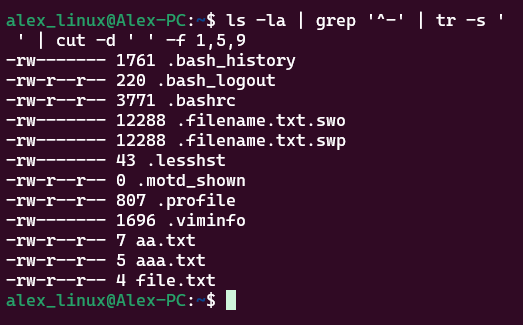 alex_linux@Alex-PC:~$ ls -la | grep '^-' | tr -s '
 ' | cut -d ' ' -f 1,5,9
-rw------- 1761 .bash_history
-rw-r--r-- 220 .bash_logout
-rw-r--r-- 3771 .bashrc
-rw------- 12288 .filename.txt.swo
-rw------- 12288 .filename.txt.swp
-rw------- 43 .lesshst
-rw-r--r-- 0 .motd_shown
-rw-r--r-- 807 .profile
-rw------- 1696 .viminfo
-rw-r--r-- 7 aa.txt
-rw-r--r-- 5 aaa.txt
-rw-r--r-- 4 file.txt
alex_linux@Alex-PC:~$